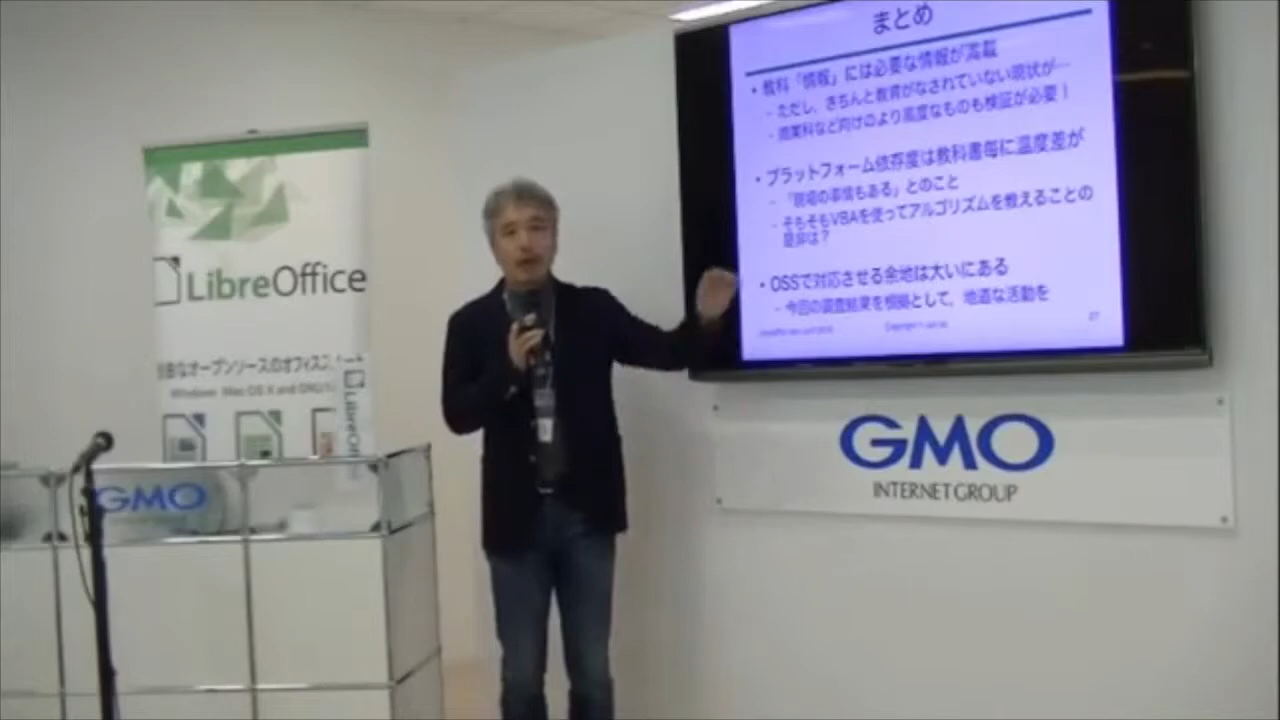 まとめ
• 教科「情報」には必要な情報が満載
- ただし、きちんと教育がなされていない現状が…
- 商業科など向けのより高度なものも検証が必要！
• プラットフォーム依存度は教科書毎に温度差が
- 「現場の事情もある」とのこと
- そもそもVBAを使ってアルゴリズムを教えることの
是非は？
• OSSで対応させる余地は大いにある
- 今回の調査結果を根拠として、地道な活動を
27
LibreOffice
なオープンソースのオフィス
Windows, Mac OS X and GNU/
LibreOf
GMO
INTERNET GROUP
GMO